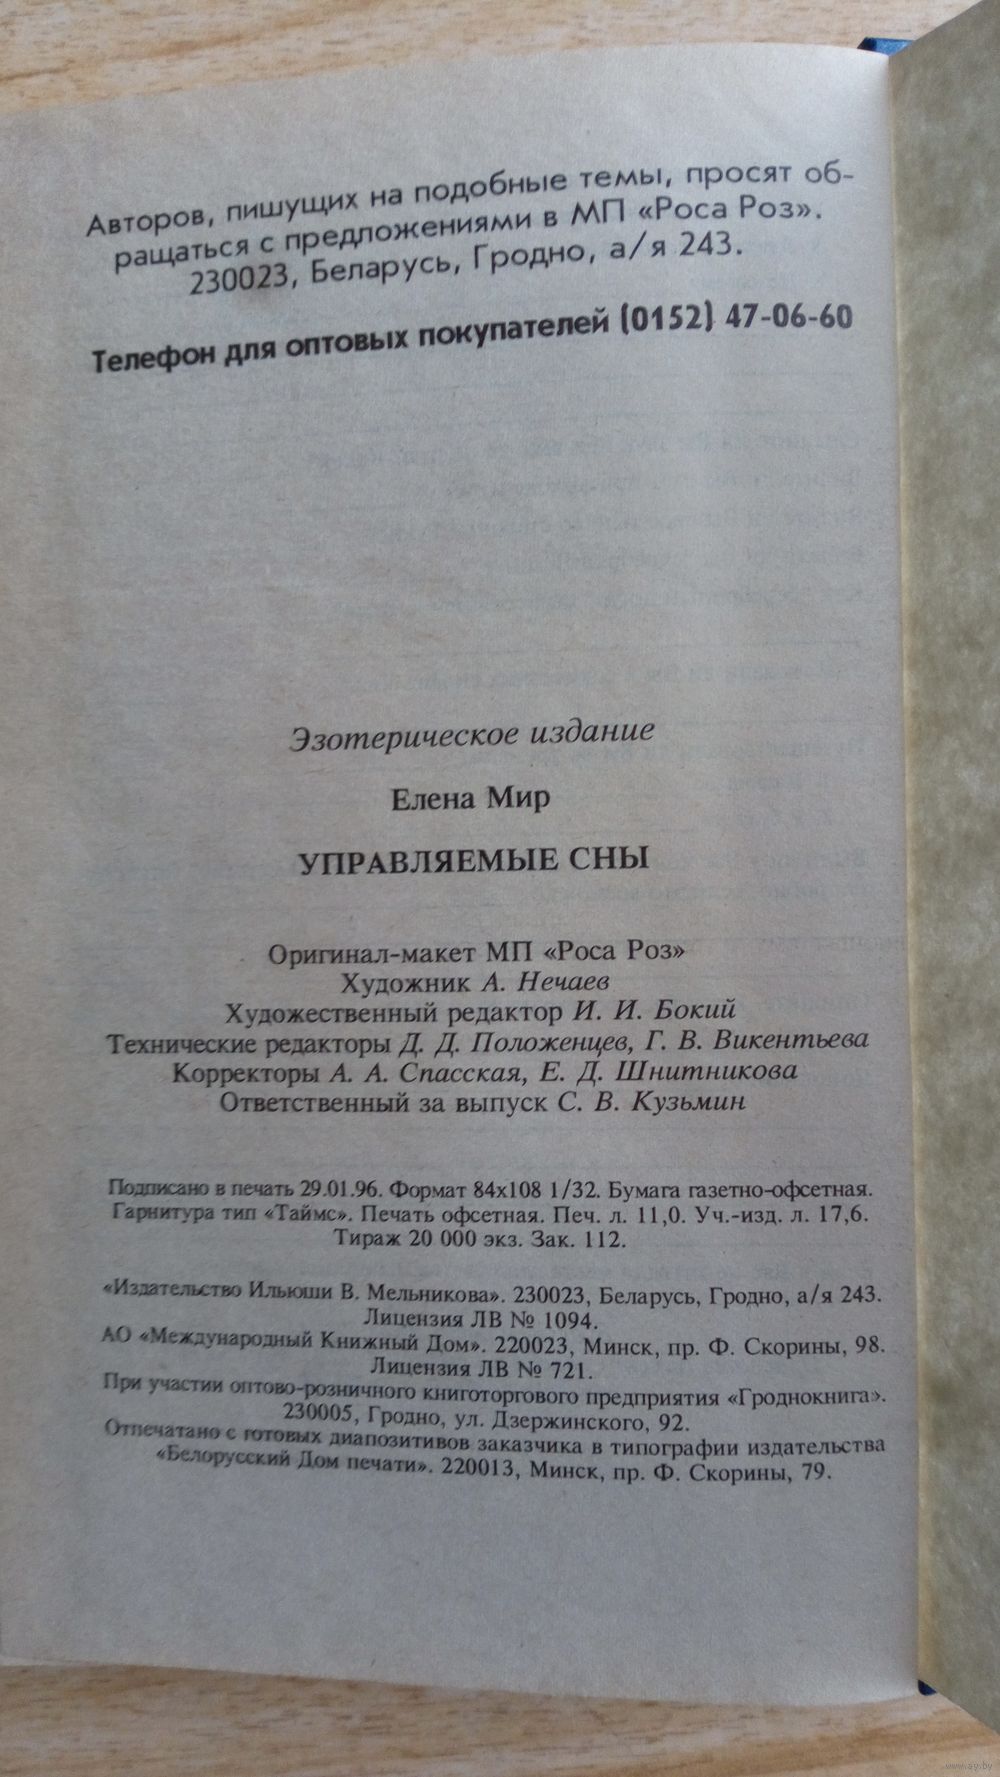 Авторов, пишущих на подобные темы, просят об-
ращаться с предложениями в МП «Роса Роз».
230023, Беларусь, Гродно, а/я 243.
Телефон для оптовых покупателей (0152) 47-06-60
Эзотерическое издание
Елена Мир
УПРАВЛЯЕМЫЕ СНЫ
Оригинал-макет МП «Роса Роз»
Художник А. Нечаев
Художественный редактор И. И. Бокий
Технические редакторы Д. Д. Положенцев, Г. В. Викентьева
Корректоры А. А. Спасская, Е. Д. Шнитникова
Ответственный за выпуск С. В. Кузьмин
Подписано в печать 29.01.96. Формат 84х108 1/32. Бумага газетно-офсетная.
Гарнитура тип «Таймс». Печать офсетная. Печ. л. 11,0. Уч.-изд. л. 17,6.
Тираж 20 000 экз. Зак. 112.
«Издательство Ильюши В. Мельникова». 230023, Беларусь, Гродно, а/я 243.
Лицензия ЛВ № 1094.
АО «Международный Книжный Дом». 220023, Минск, пр. Ф. Скорины, 98.
Лицензия ЛВ № 721.
При участии оптово-розничного книготоргового предприятия «Гроднокнига».
230005, Гродно, ул. Дзержинского, 92.
Отпечатано с готовых диапозитивов заказчика в типографии издательства
«Белорусский Дом печати». 220013, Минск, пр. Ф. Скорины, 79.
www.ay.by